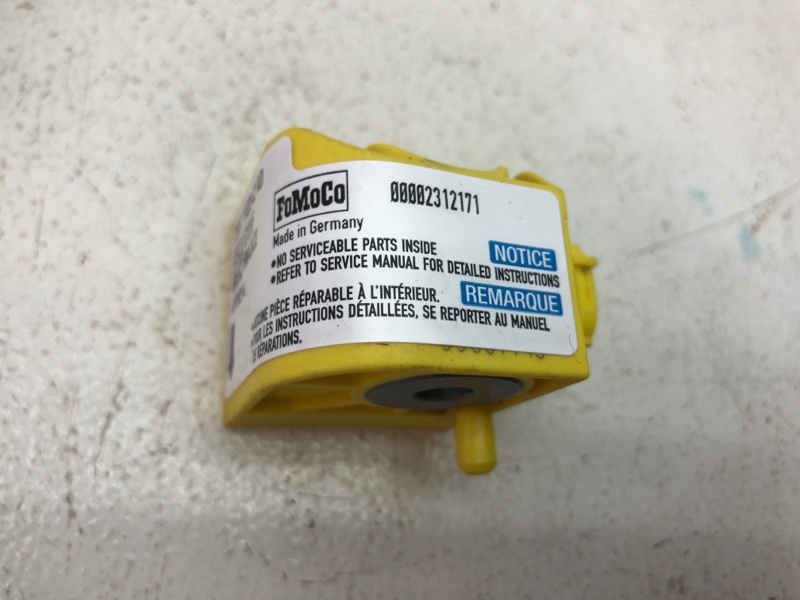 FoMoCo
00002312171
Made in Germany
•NO SERVICEABLE PARTS INSIDE
NOTICE
•REFER TO SERVICE MANUAL FOR DETAILED INSTRUCTIONS
PIÈCE RÉPARABLE À L'INTÉRIEUR.
REMARQUE
LES INSTRUCTIONS DÉTAILLÉES, SE REPORTER AU MANUEL
DE RÉPARATIONS.